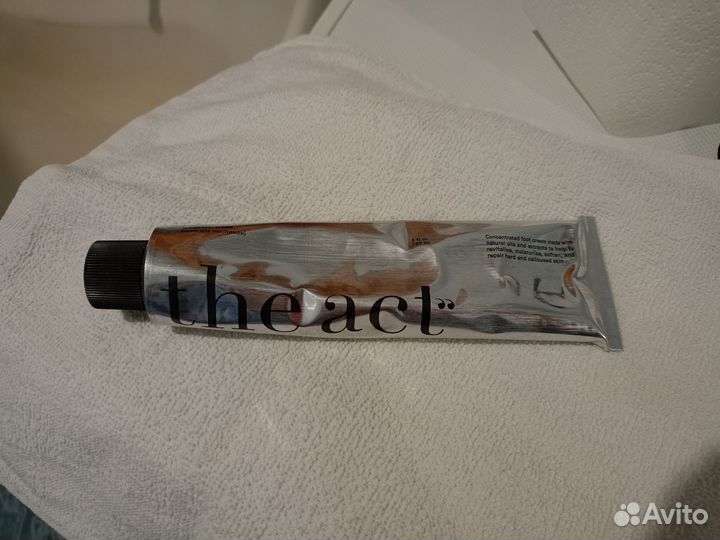 the act”
Concentrated foot cream made with
natural oils and extracts to help to
revitalise, moisturise, soften, and
repair hard and calloused skin
Avito